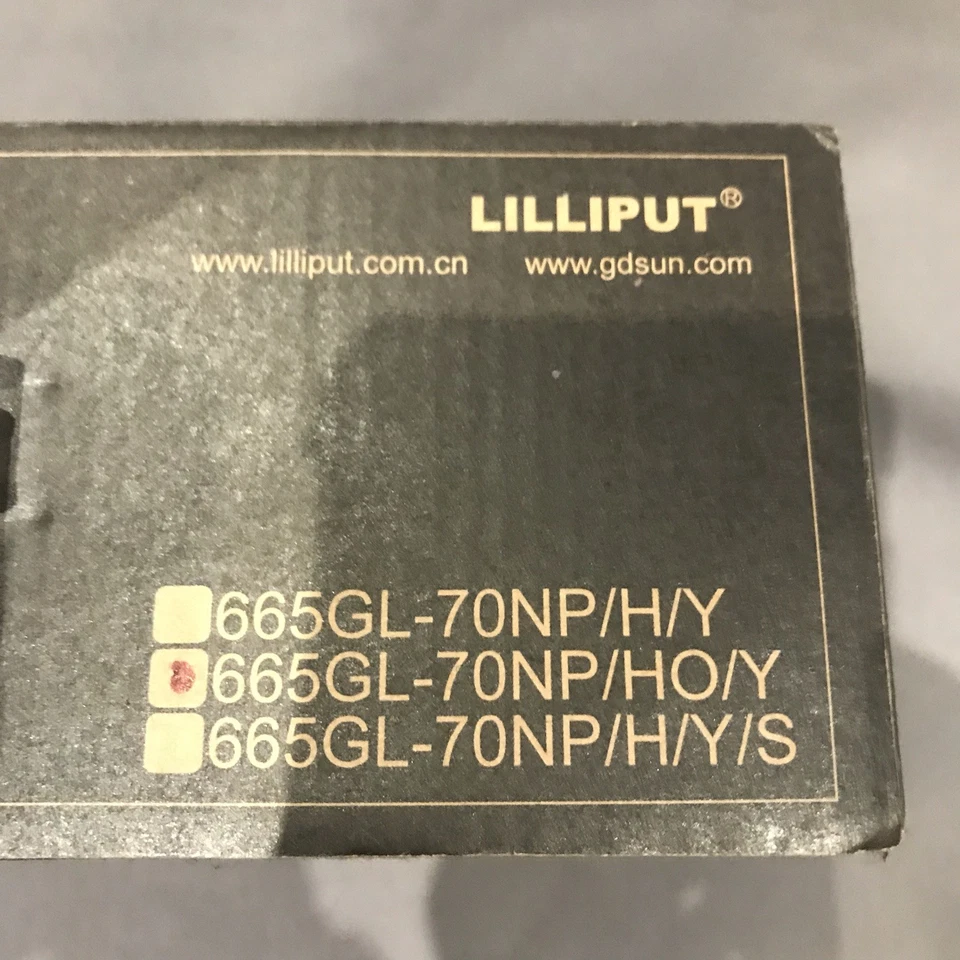 LILLIPUT®
www.lilliput.com.cn www.gdsun.com
665GL-70NP/H/Y
665GL-70NP/HO/Y
665GL-70NP/H/Y/S